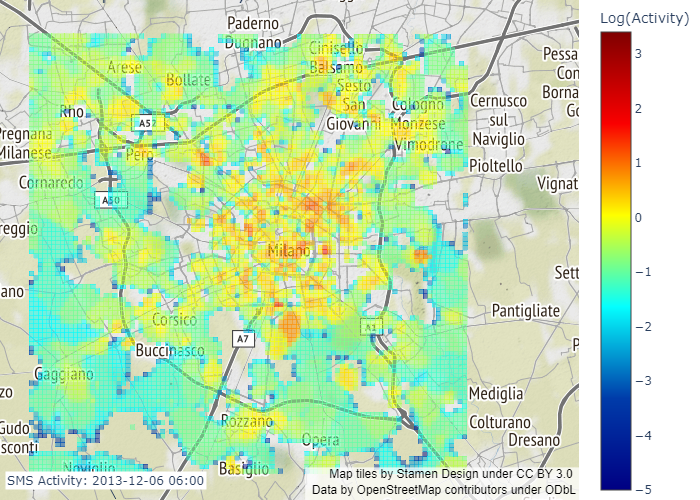 Log(Activity)
Paderno
Dugnano
Cinisello
Balsamo
Pessa
Con
Borna
Go
Arese
Bollate
Sesto
San
Giovanni
Cologno
Monzese
Cernusco
sul
Naviglio
Rho
A52
Pregnana
Milanese
Pero
Vimodrone
Pioltello
Cornaredo
A50
Vignat
reggio
Milano
Sett
ano
Pantigliate
Corsico
A1
A7
Buccinasco
P
Gaggiano
zo
Mediglia
Gudo
sconti
Rozzano
Opera
Colturano
Dresano
Noviglio
Basiglio
SMS Activity: 2013-12-06 06:00
Map tiles by Stamen Design under CC BY 3.0
Data by OpenStreetMap contributors under ODbL
3
2
1
0
−1
−2
−3
−4
−5